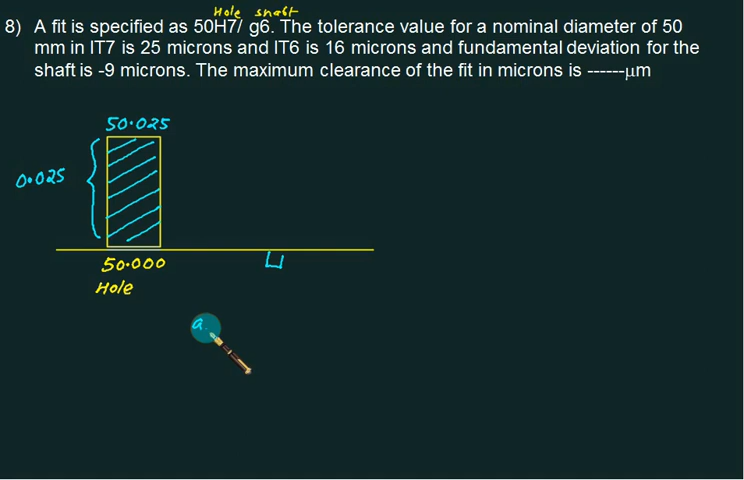 Hole shaft
8) A fit is specified as 50H7/ g6. The tolerance value for a nominal diameter of 50
mm in IT7 is 25 microns and IT6 is 16 microns and fundamental deviation for the
shaft is -9 microns. The maximum clearance of the fit in microns is ------μm
50.025
0.025
50.000
Hole
a.